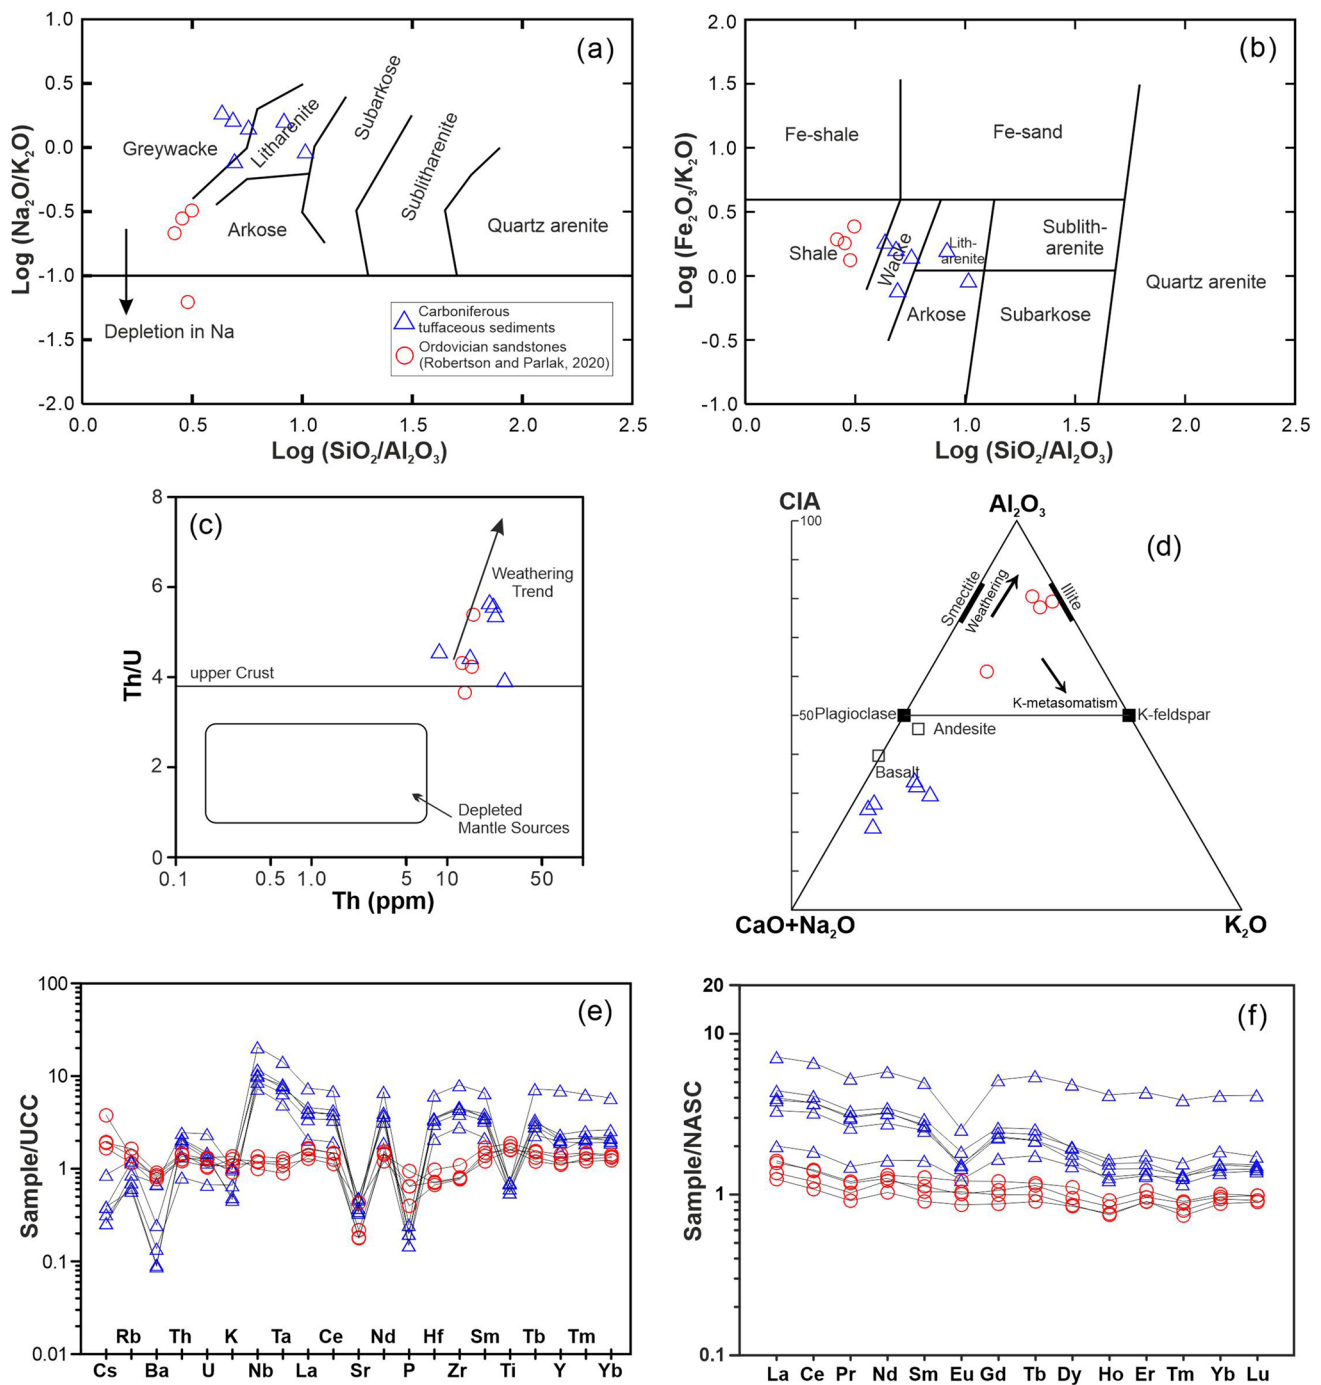 (a)
Log (Na₂O/K₂O)
1.0
0.5
0.0
-0.5
-1.0
-1.5
-2.0
Greywacke
Litharenite
Subarkose
Sublitharenite
Arkose
Quartz arenite
Depletion in Na
Carboniferous
tuffaceous sediments
Ordovician sandstones
(Robertson and Parlak, 2020)
0.0 0.5 1.0 1.5 2.0 2.5
Log (SiO₂/Al₂O₃)
(b)
Log (Fe₂O₃/K₂O)
2.0
1.5
1.0
0.5
0.0
-0.5
-1.0
Fe-shale
Fe-sand
Shale
Wacke
Lith-
arenite
Sublith-
arenite
Arkose
Subarkose
Quartz arenite
0.0 0.5 1.0 1.5 2.0 2.5
Log (SiO₂/Al₂O₃)
(c)
Th/U
8
6
4
2
0
Weathering
Trend
upper Crust
Depleted
Mantle Sources
0.1 0.5 1.0 5 10 50
Th (ppm)
(d)
CIA
100
50
Al₂O₃
Smectite
Weathering
Illite
K-metasomatism
Plagioclase
K-feldspar
Andesite
Basalt
CaO+Na₂O
K₂O
(e)
Sample/UCC
100
10
1
0.1
0.01
Rb Th K Ta Ce Nd Hf Sm Tb Tm
Cs Ba U Nb La Sr P Zr Ti Y Yb
(f)
Sample/NASC
20
10
1
0.1
La Ce Pr Nd Sm Eu Gd Tb Dy Ho Er Tm Yb Lu